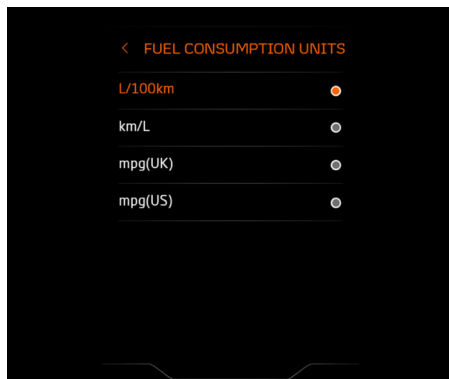 FUEL CONSUMPTION UNITS
L/100km
km/L
mpg(UK)
mpg(US)